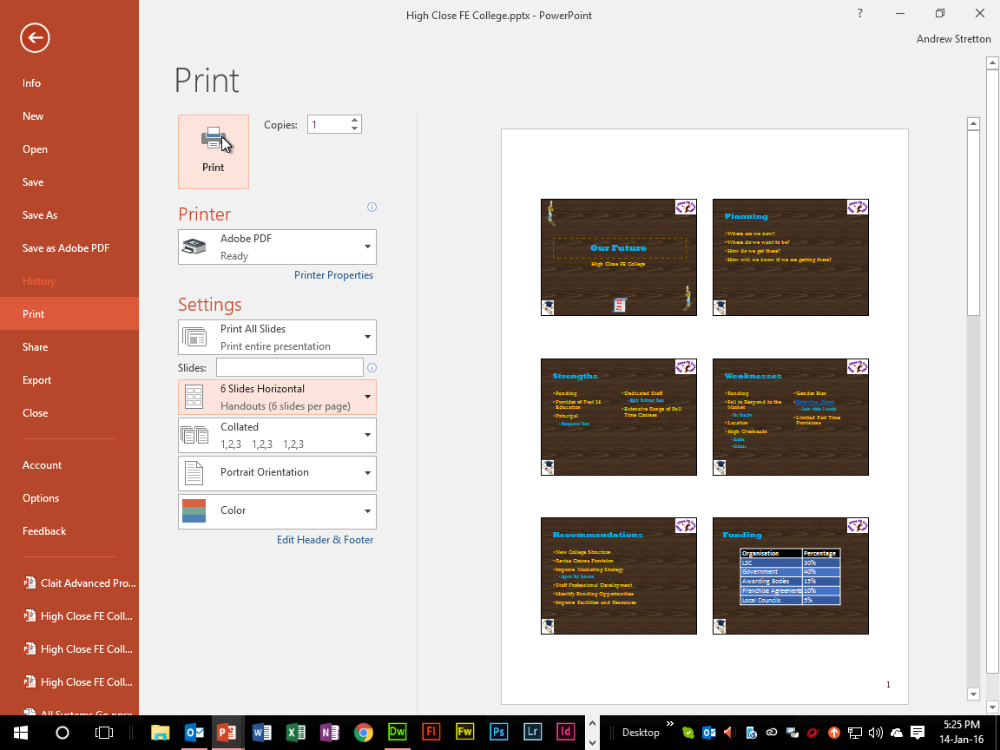 High Close FE College.pptx - PowerPoint
?
Andrew Stretton
Info
New
Open
Save
Save As
Save as Adobe PDF
History
Print
Share
Export
Close
Account
Options
Feedback
Clait Advanced Pro...
High Close FE Coll...
High Close FE Coll...
High Close FE Coll...
All Systems Go.ppsx
Print
Print
Copies: 1
Printer
Adobe PDF
Ready
Printer Properties
Settings
Print All Slides
Print entire presentation
Slides:
6 Slides Horizontal
Handouts (6 slides per page)
Collated
1,2,3 1,2,3 1,2,3
Portrait Orientation
Color
Edit Header & Footer
Our Future
High Close FE College
Planning
•Where are we now?
•Where do we want to be?
•How do we get there?
•How will we know if we are getting there?
Strengths
•Funding
•Provider of Post 16
Education
•Principal
•Dedicated Staff
•Extensive Range of Full
Time Courses
Weaknesses
•Funding
•Fail to Respond to the
Market
•Location
•High Overheads
•Gender Bias
•Limited Part Time
Provisions
Recommendations
•New College Structure
•Revise Course Provision
•Improve Marketing Strategy
•Staff Professional Development
•Identify Funding Opportunities
•Improve Facilities and Resources
Funding
Organisation Percentage
LSC 30%
Government 40%
Awarding Bodies 15%
Franchise Agreements 10%
Local Councils 5%
1
Dw
Fl
Fw
Ps
Lr
Id
Desktop
5:25 PM
14-Jan-16